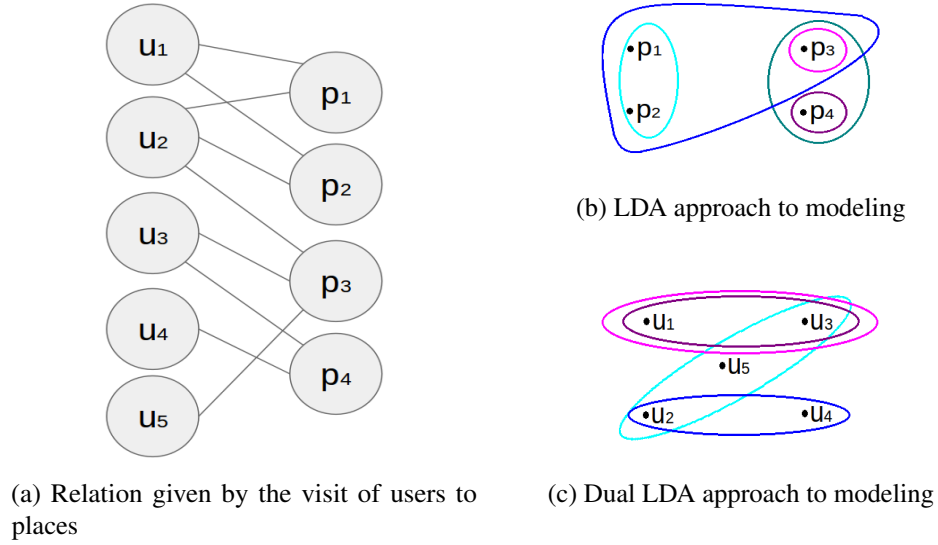 u1
u2
u3
u4
u5
p1
p2
p3
p4
(a) Relation given by the visit of users to
places
p1
p2
p3
p4
(b) LDA approach to modeling
u1
u3
u5
u2
u4
(c) Dual LDA approach to modeling